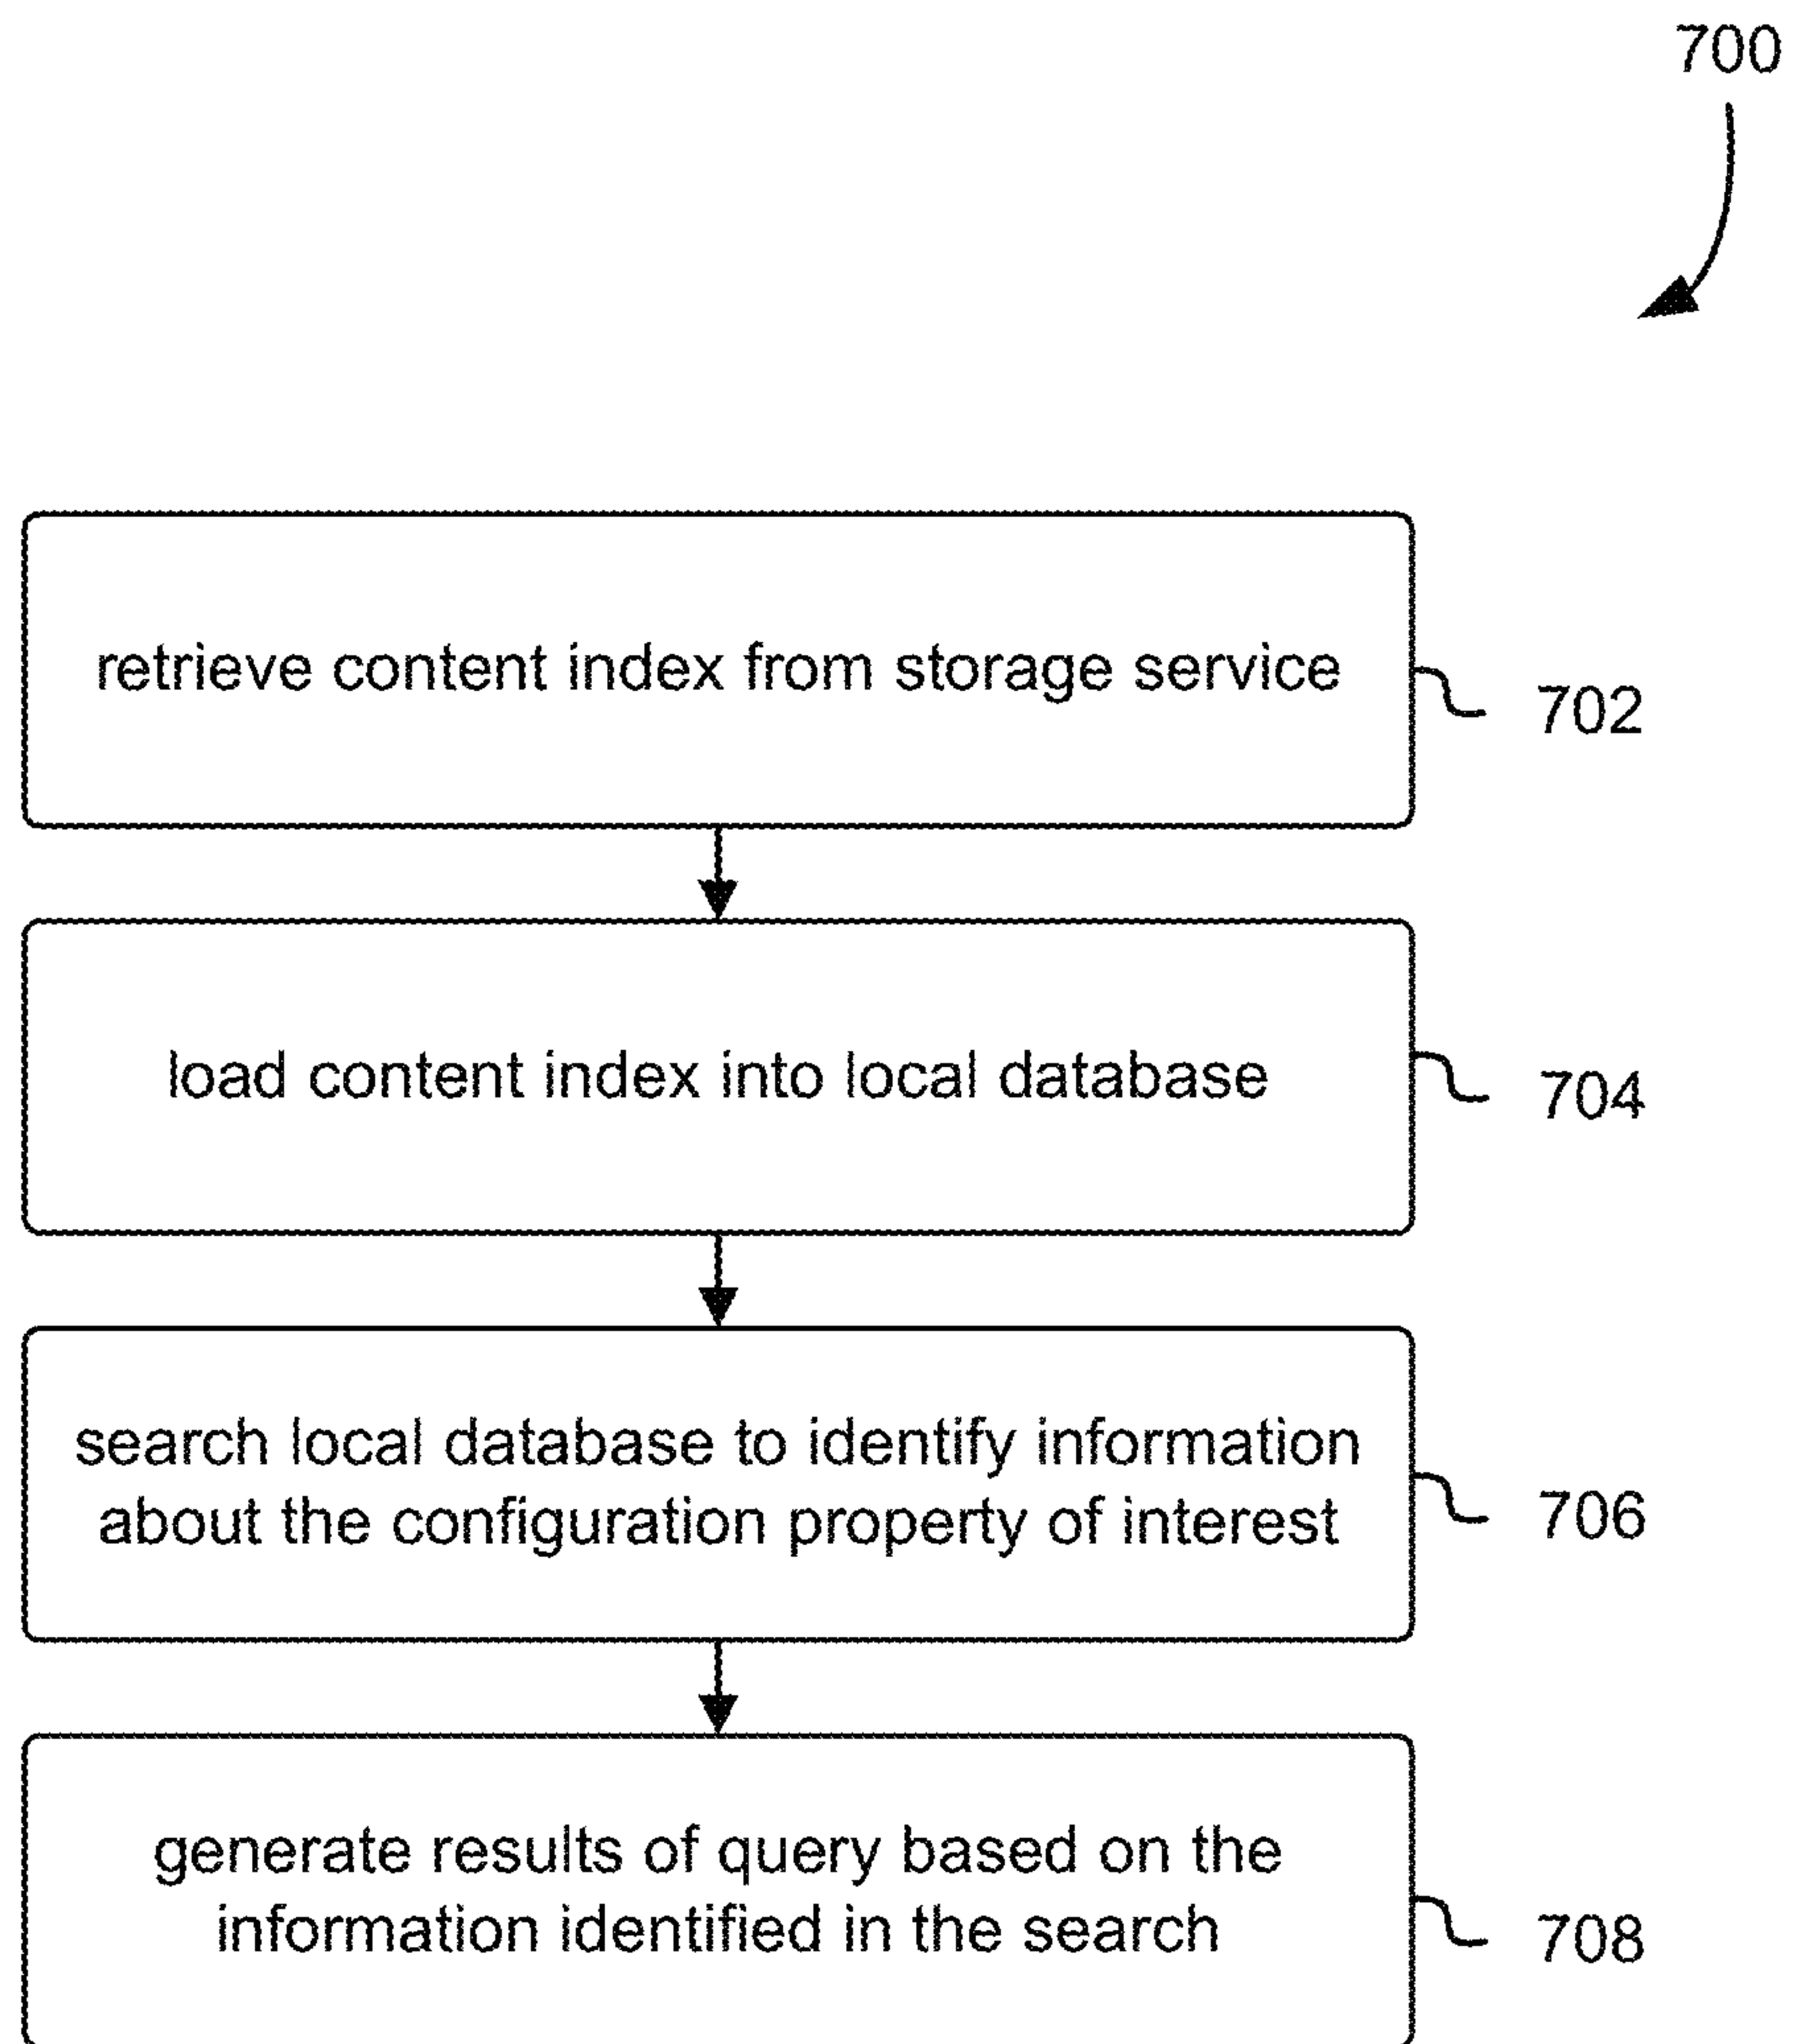 700
retrieve content index from storage service
702
load content index into local database
704
search local database to identify information
about the configuration property of interest
706
generate results of query based on the
information identified in the search
708